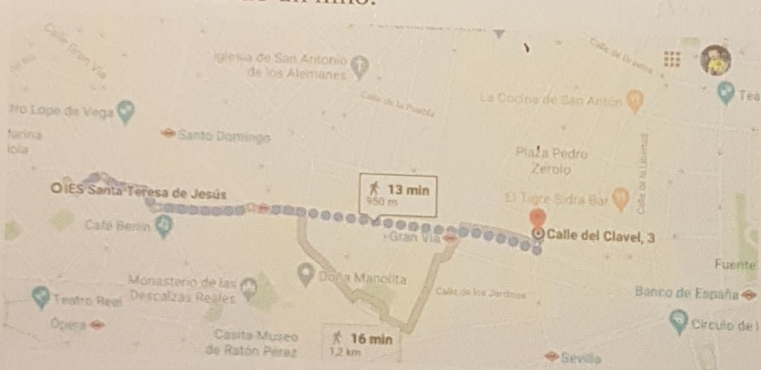 un niño.
Calle Gran Vía
Iglesia de San Antonio
de los Alemanes
Calle de la Puebla
La Cocina de San Antón
Tea
tro Lope de Vega
Santo Domingo
Plaza Pedro
Zerolo
Calle de la Libertad
IES Santa Teresa de Jesús
13 min
950 m
El Tigre Sidra Bar
Café Berlín
Gran Vía
Calle del Clavel, 3
Doña Manolita
Fuente
Monasterio de las
Descalzas Reales
Calle de los Jardines
Banco de España
Teatro Real
Ópera
Casita-Museo
de Ratón Pérez
16 min
1,2 km
Círculo de
Sevilla